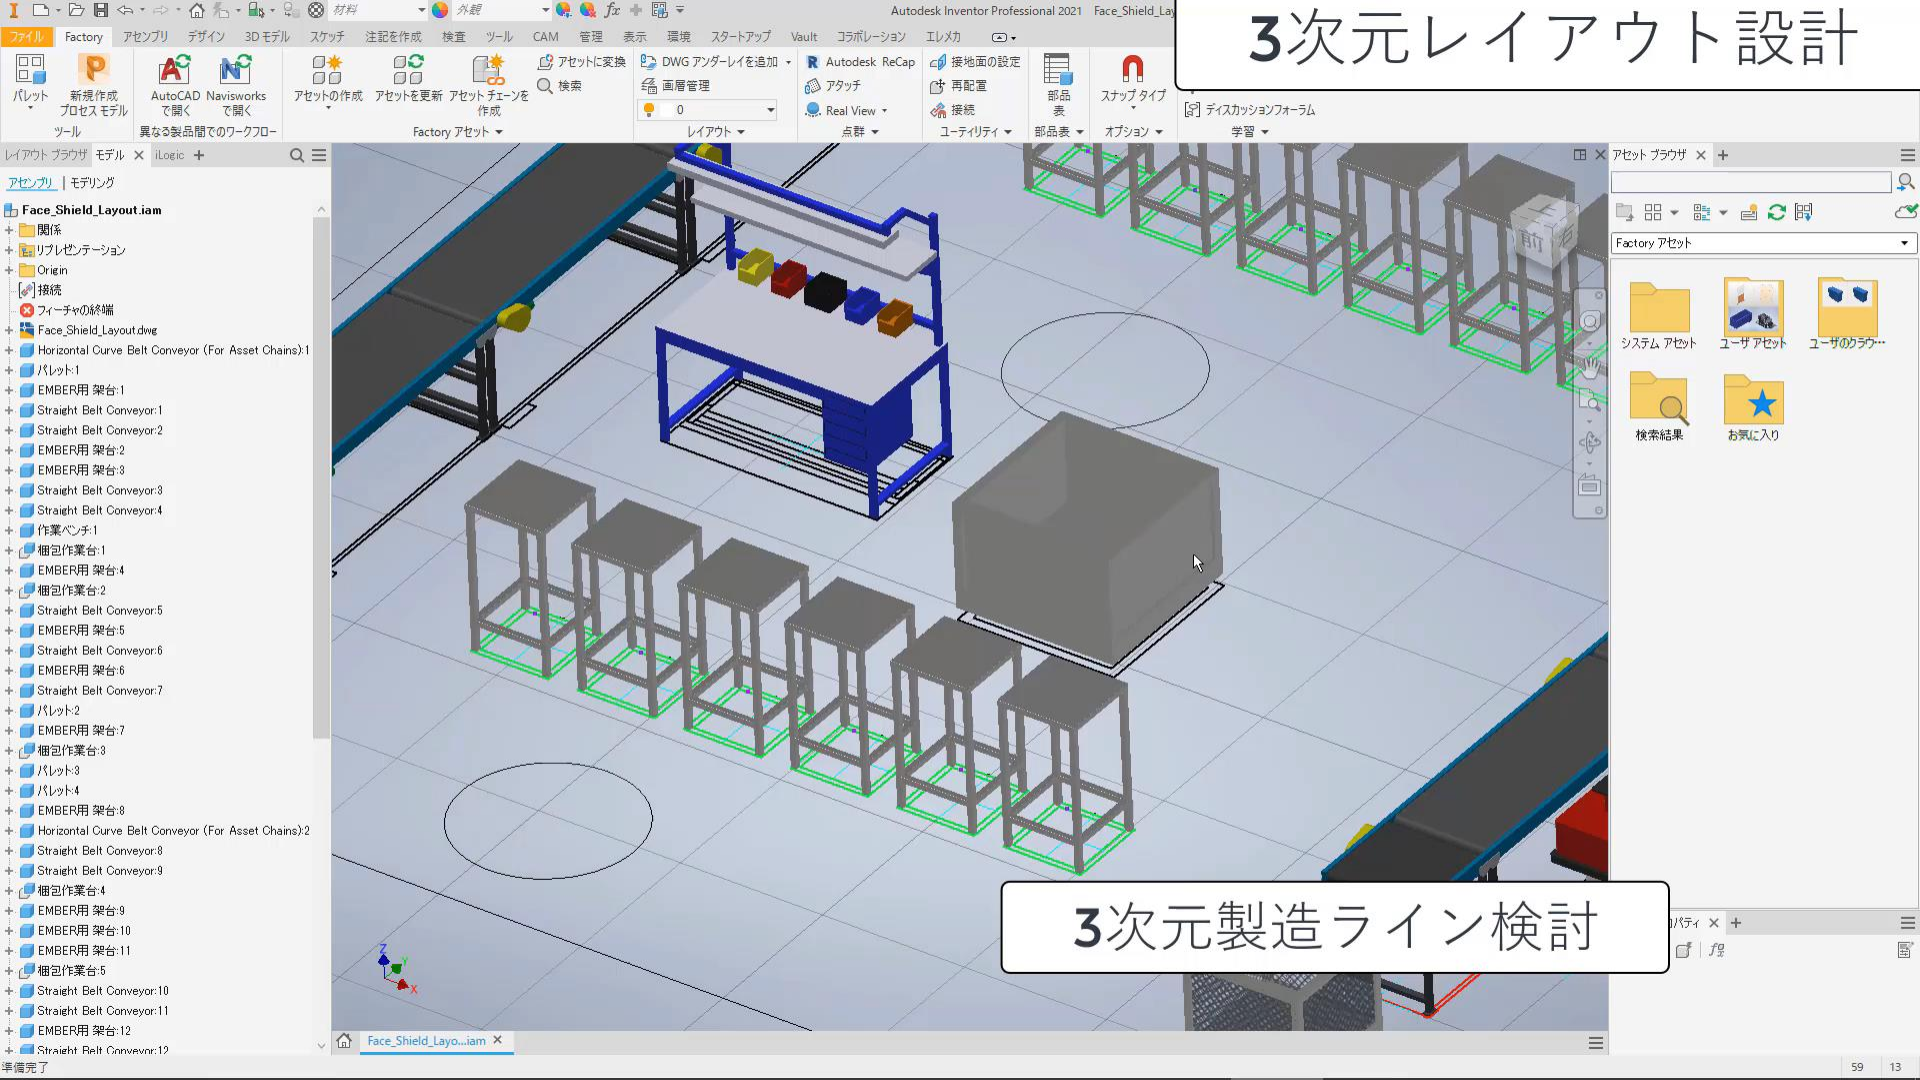 材料
外観
fx
Autodesk Inventor Professional 2021 Face_Shield_Lay
3次元レイアウト設計
ファイル Factory アセンブリ デザイン 3D モデル スケッチ 注記を作成 検査 ツール CAM 管理 表示 環境 スタートアップ Vault コラボレーション エレメカ
パレット
新規作成
プロセス モデル
ツール
AutoCAD
で開く
Navisworks
で開く
異なる製品間でのワークフロー
アセットの作成
アセットを更新
アセット チェーンを
作成
アセットに変換
検索
Factory アセット
DWG アンダーレイを追加
画層管理
0
レイアウト
Autodesk ReCap
アタッチ
Real View
点群
接地面の設定
再配置
接続
ユーティリティ
部品
表
部品表
スナップ タイプ
オプション
ディスカッションフォーラム
学習
レイアウト ブラウザ モデル iLogic
アセンブリ モデリング
Face_Shield_Layout.iam
関係
リプレゼンテーション
Origin
接続
フィーチャの終端
Face_Shield_Layout.dwg
Horizontal Curve Belt Conveyor (For Asset Chains):1
パレット:1
EMBER用 架台:1
Straight Belt Conveyor:1
Straight Belt Conveyor:2
EMBER用 架台:2
EMBER用 架台:3
Straight Belt Conveyor:3
Straight Belt Conveyor:4
作業ベンチ:1
梱包作業台:1
EMBER用 架台:4
梱包作業台:2
Straight Belt Conveyor:5
EMBER用 架台:5
Straight Belt Conveyor:6
EMBER用 架台:6
Straight Belt Conveyor:7
パレット:2
EMBER用 架台:7
梱包作業台:3
パレット:3
パレット:4
EMBER用 架台:8
Horizontal Curve Belt Conveyor (For Asset Chains):2
Straight Belt Conveyor:8
Straight Belt Conveyor:9
梱包作業台:4
EMBER用 架台:9
EMBER用 架台:10
EMBER用 架台:11
梱包作業台:5
Straight Belt Conveyor:10
Straight Belt Conveyor:11
EMBER用 架台:12
Straight Belt Conveyor:12
前
Z
Y
X
アセット ブラウザ
Factory アセット
システム アセット
ユーザ アセット
ユーザのクラウ…
検索結果
お気に入り
3次元製造ライン検討
パティ
Face_Shield_Layo...iam
準備完了
59 13